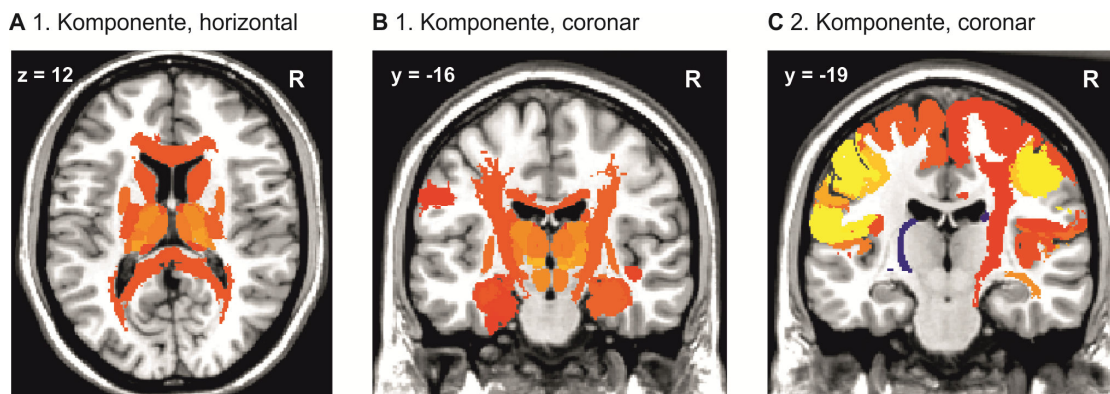 A 1. Komponente, horizontal
B 1. Komponente, coronar
C 2. Komponente, coronar
z = 12
R
y = -16
R
y = -19
R